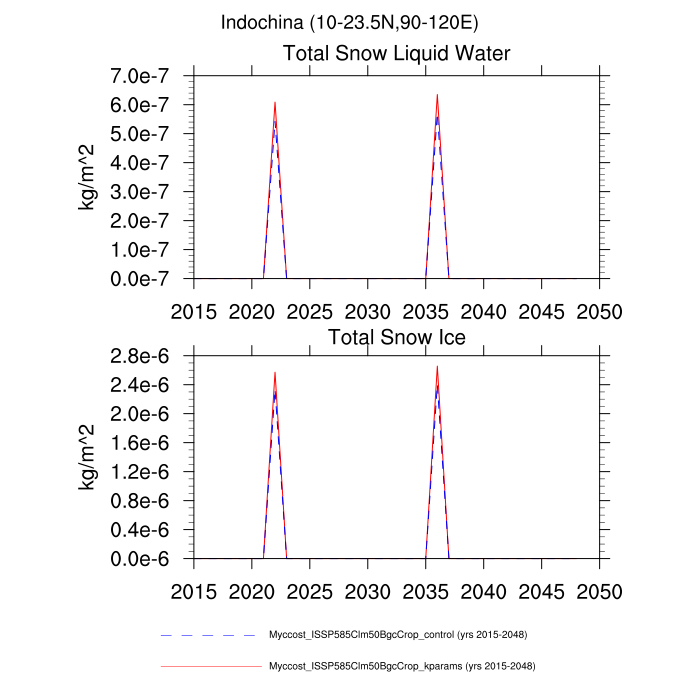 Indochina (10-23.5N,90-120E)
Total Snow Liquid Water
7.0e-7
6.0e-7
5.0e-7
4.0e-7
3.0e-7
2.0e-7
1.0e-7
0.0e-7
kg/m^2
2015 2020 2025 2030 2035 2040 2045 2050
Total Snow Ice
2.8e-6
2.4e-6
2.0e-6
1.6e-6
1.2e-6
0.8e-6
0.4e-6
0.0e-6
kg/m^2
2015 2020 2025 2030 2035 2040 2045 2050
Myccost_ISSP585Clm50BgcCrop_control (yrs 2015-2048)
Myccost_ISSP585Clm50BgcCrop_kparams (yrs 2015-2048)